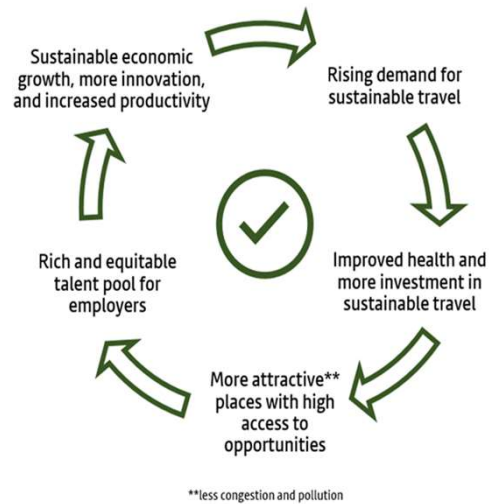 Sustainable economic
growth, more innovation,
and increased productivity
Rising demand for
sustainable travel
Improved health and
more investment in
sustainable travel
More attractive**
places with high
access to
opportunities
Rich and equitable
talent pool for
employers
**less congestion and pollution